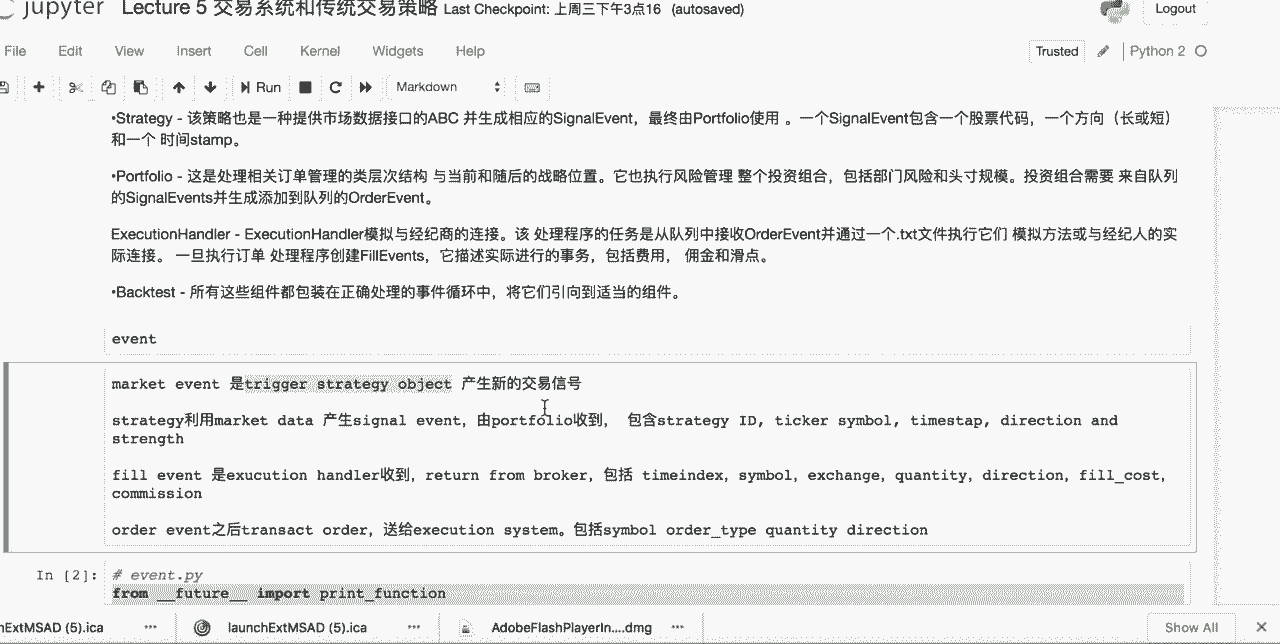 jupyter Lecture 5 交易系统和传统交易策略 Last Checkpoint: 上周三下午3点16 (autosaved)
Logout
File Edit View Insert Cell Kernel Widgets Help
Trusted Python 2
Run Markdown
•Strategy - 该策略也是一种提供市场数据接口的ABC 并生成相应的SignalEvent，最终由Portfolio使用 。一个SignalEvent包含一个股票代码，一个方向（长或短）
和一个 时间stamp。
•Portfolio - 这是处理相关订单管理的类层次结构 与当前和随后的战略位置。它也执行风险管理 整个投资组合，包括部门风险和头寸规模。投资组合需要 来自队列
的SignalEvents并生成添加到队列的OrderEvent。
ExecutionHandler - ExecutionHandler模拟与经纪商的连接。该 处理程序的任务是从队列中接收OrderEvent并通过一个.txt文件执行它们 模拟方法或与经纪人的实
际连接。 一旦执行订单 处理程序创建FillEvents，它描述实际进行的事务，包括费用， 佣金和滑点。
•Backtest - 所有这些组件都包装在正确处理的事件循环中，将它们引向到适当的组件。
event
market event 是trigger strategy object 产生新的交易信号
strategy利用market data 产生signal event，由portfolio收到， 包含strategy ID, ticker symbol, timestap, direction and
strength
fill event 是exucution handler收到，return from broker，包括 timeindex, symbol, exchange, quantity, direction, fill_cost,
commission
order event之后transact order，送给execution system。包括symbol order_type quantity direction
In [2]: # event.py
from __future__ import print_function
nExtMSAD (5).ica ··· launchExtMSAD (5).ica ··· AdobeFlashPlayerIn....dmg ··· Show All